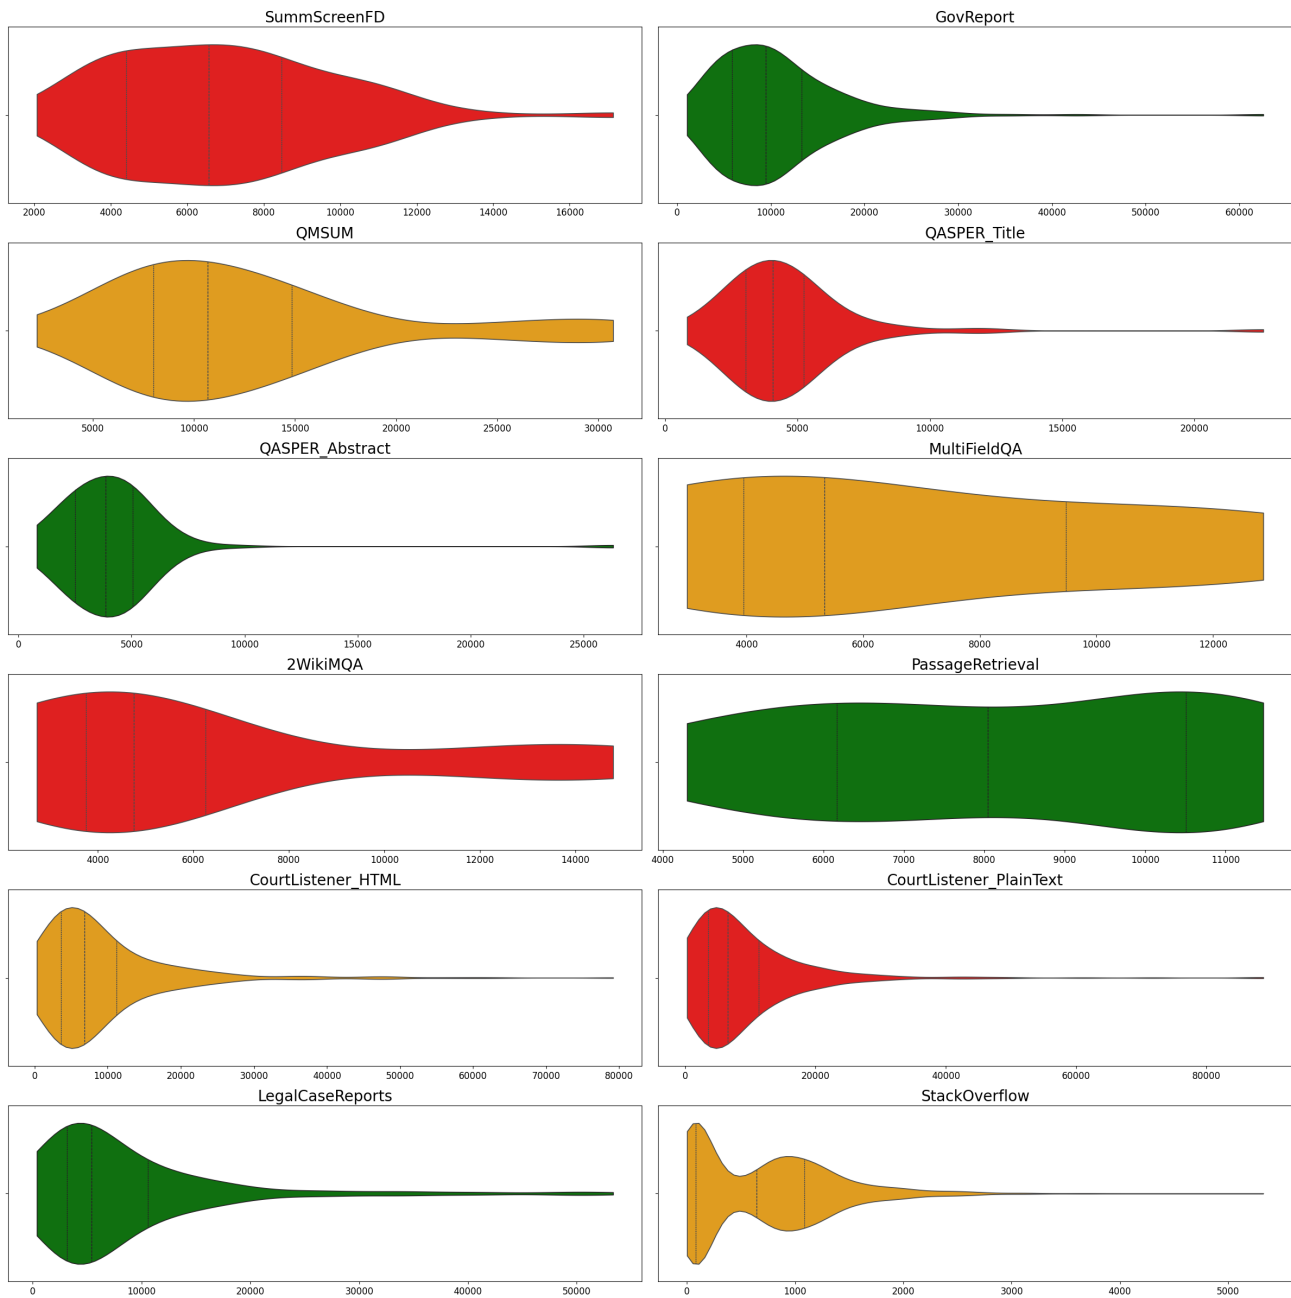 SummScreenFD
2000 4000 6000 8000 10000 12000 14000 16000
GovReport
0 10000 20000 30000 40000 50000 60000
QMSUM
5000 10000 15000 20000 25000 30000
QASPER_Title
0 5000 10000 15000 20000
QASPER_Abstract
0 5000 10000 15000 20000 25000
MultiFieldQA
4000 6000 8000 10000 12000
2WikiMQA
4000 6000 8000 10000 12000 14000
PassageRetrieval
4000 5000 6000 7000 8000 9000 10000 11000
CourtListener_HTML
0 10000 20000 30000 40000 50000 60000 70000 80000
CourtListener_PlainText
0 20000 40000 60000 80000
LegalCaseReports
0 10000 20000 30000 40000 50000
StackOverflow
0 1000 2000 3000 4000 5000